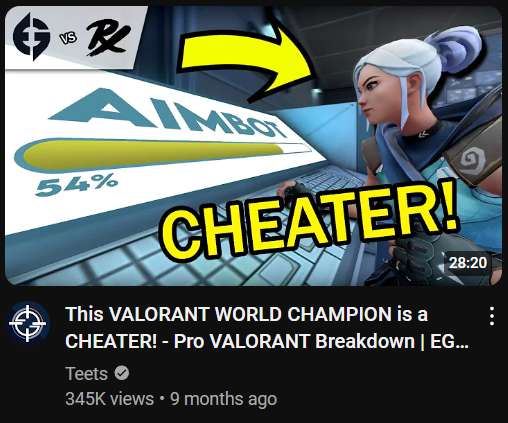 VS
AIMBOT
54%
CHEATER!
28:20
This VALORANT WORLD CHAMPION is a
CHEATER! - Pro VALORANT Breakdown | EG...
Teets
345K views • 9 months ago